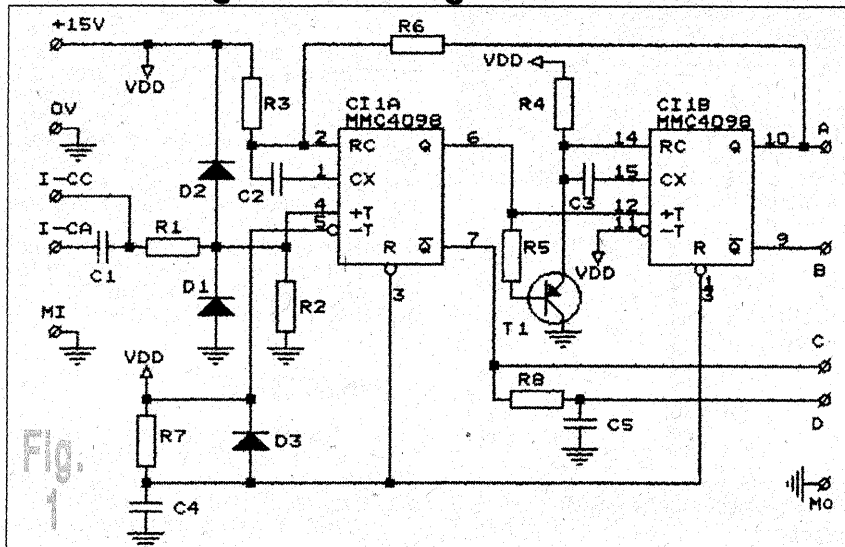 +15V
VDD
0V
I-CC
I-CA
C1
R1
MI
D2
D1
R2
R3
C2
R6
CI1A
MMC4098
2
RC
Q
6
1
CX
4
+T
5
-T
R
Q
7
3
VDD
R4
C3
R5
T1
VDD
CI1B
MMC4098
14
RC
Q
10
15
CX
12
+T
11
-T
R
Q
9
13
A
B
C
D
R8
C5
M0
VDD
R7
D3
C4
Fig.
1